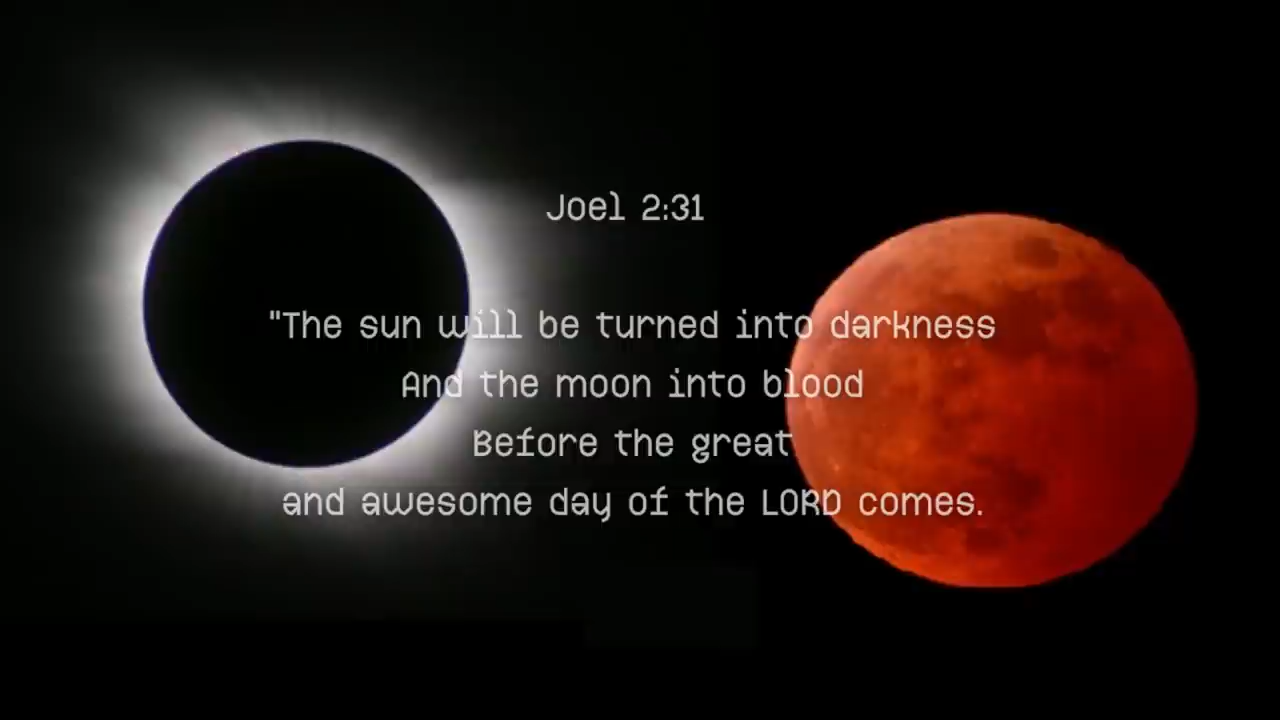 Joel 2:31
"The sun will be turned into darkness
And the moon into blood
Before the great
and awesome day of the LORD comes.